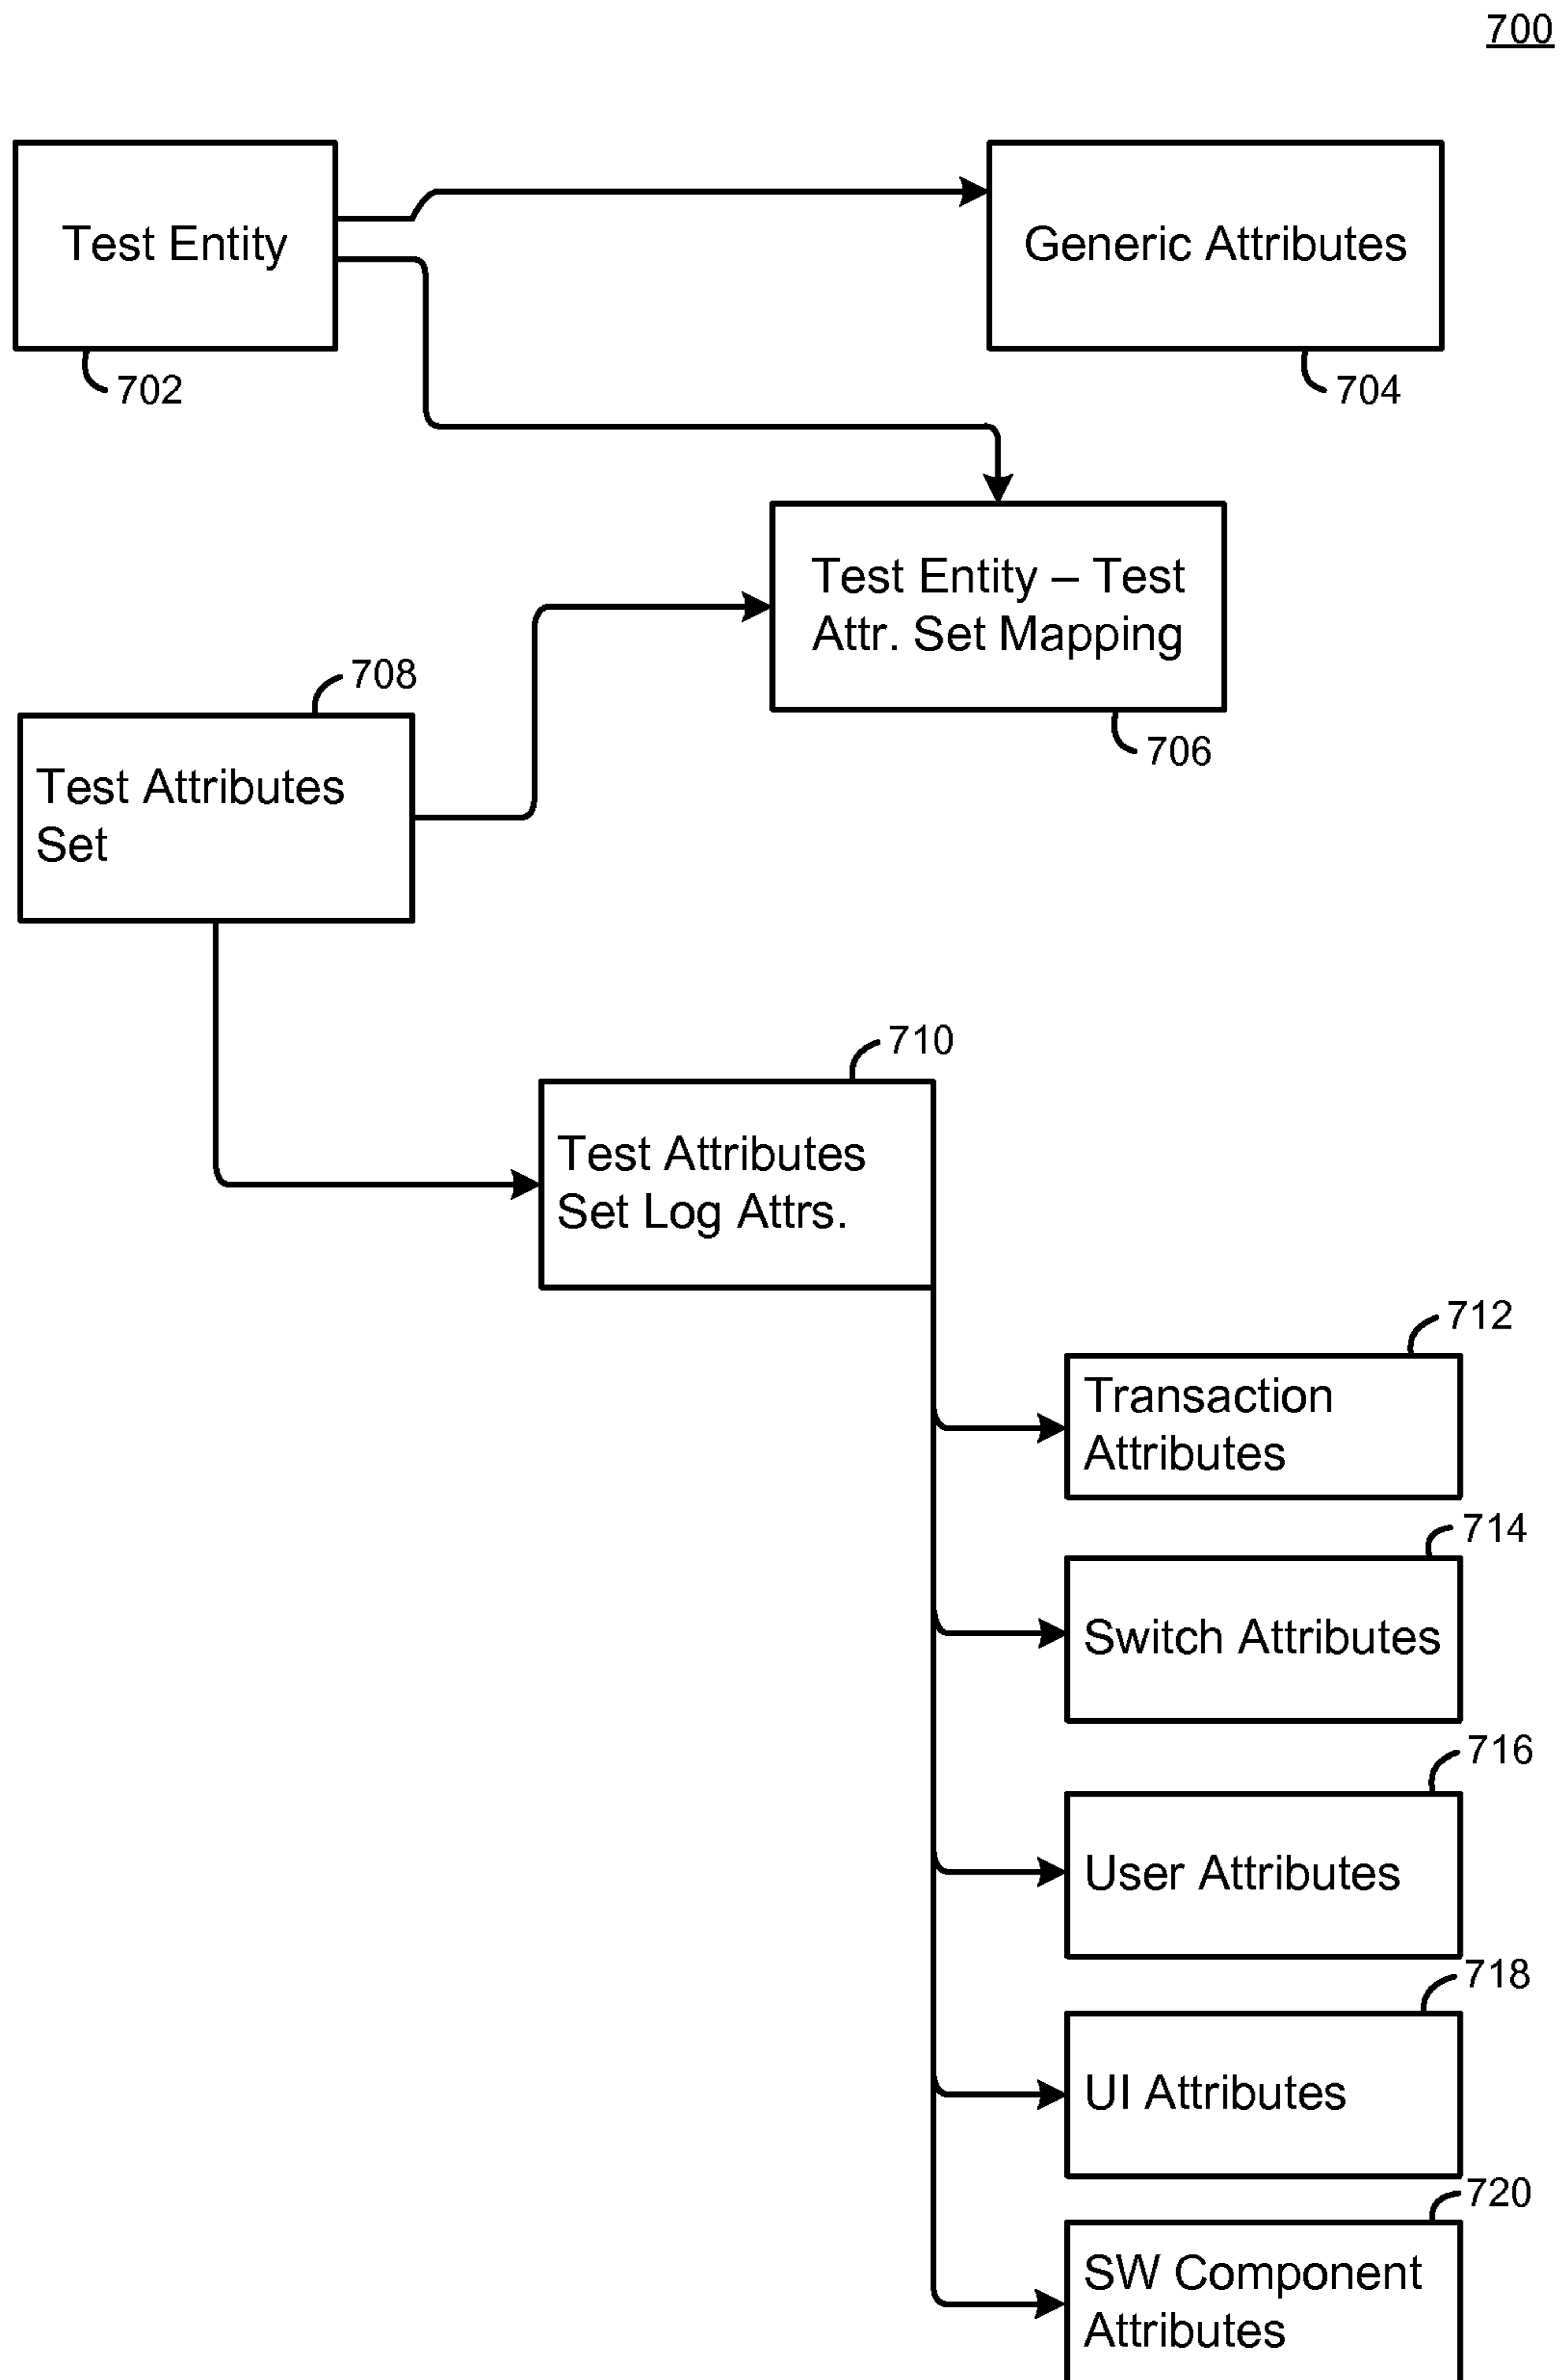 700
Test Entity
Generic Attributes
702
704
Test Entity – Test
Attr. Set Mapping
706
708
Test Attributes
Set
710
Test Attributes
Set Log Attrs.
712
Transaction
Attributes
714
Switch Attributes
716
User Attributes
718
UI Attributes
720
SW Component
Attributes